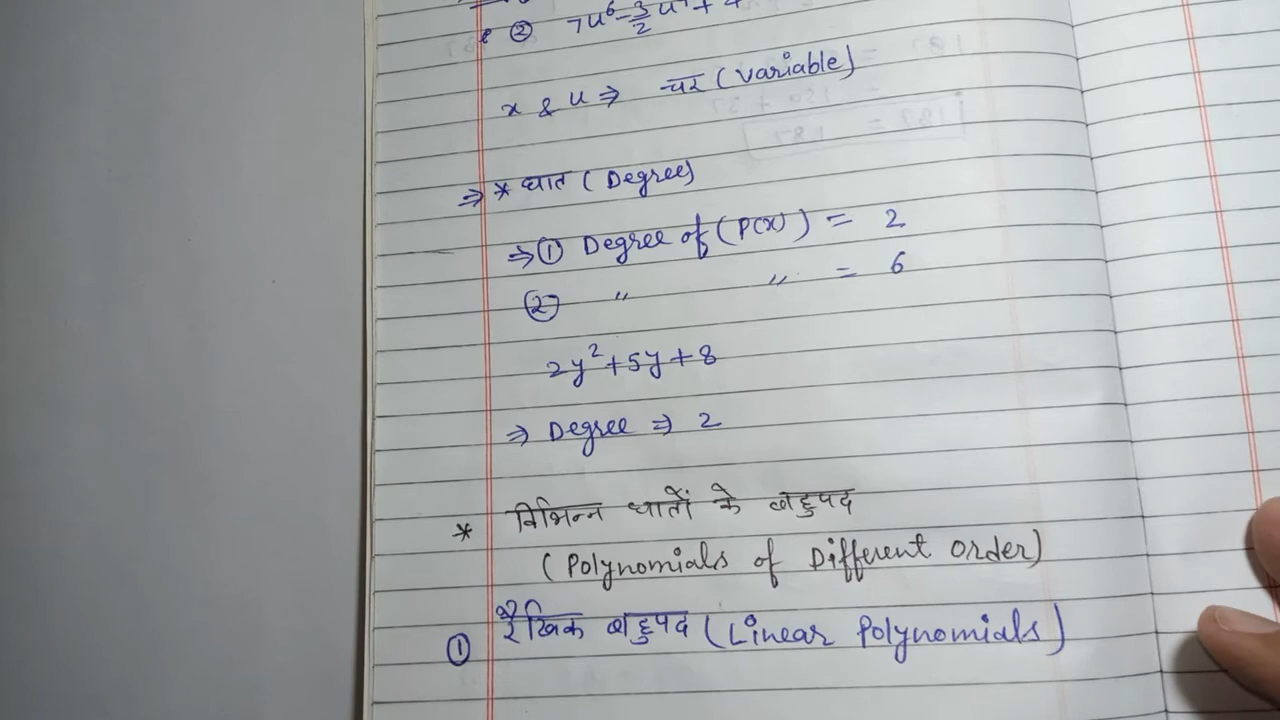 ② 7u⁶ - 3/2 u
x & u ⇒ चर (variable)
⇒ * घात (Degree)
⇒ ① Degree of (P(x)) = 2
② " " = 6
2y² + 5y + 8
⇒ Degree ⇒ 2
* विभिन्न घातों के बहुपद
(Polynomials of Different Order)
① रैखिक बहुपद (Linear Polynomials)